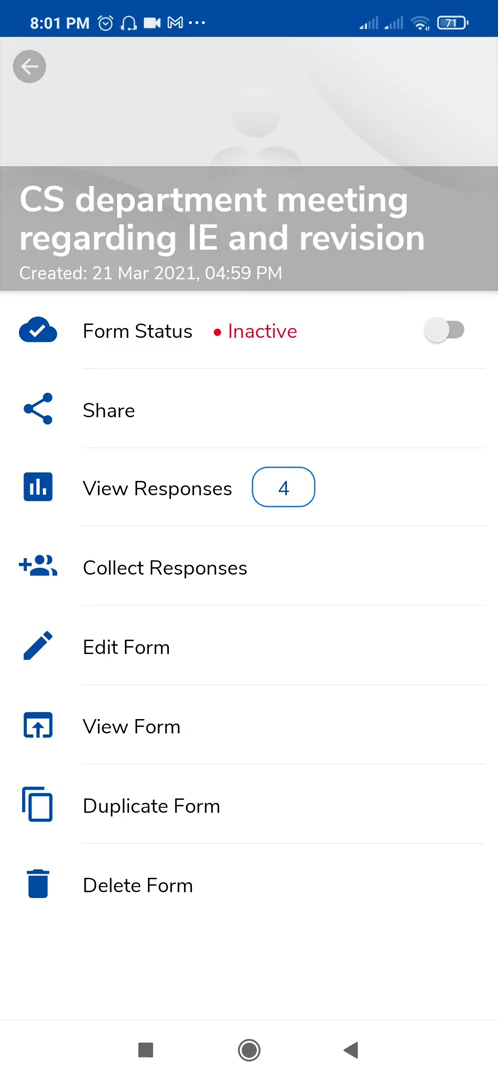 8:01 PM 71
CS department meeting
regarding IE and revision
Created: 21 Mar 2021, 04:59 PM
Form Status • Inactive
Share
View Responses 4
Collect Responses
Edit Form
View Form
Duplicate Form
Delete Form